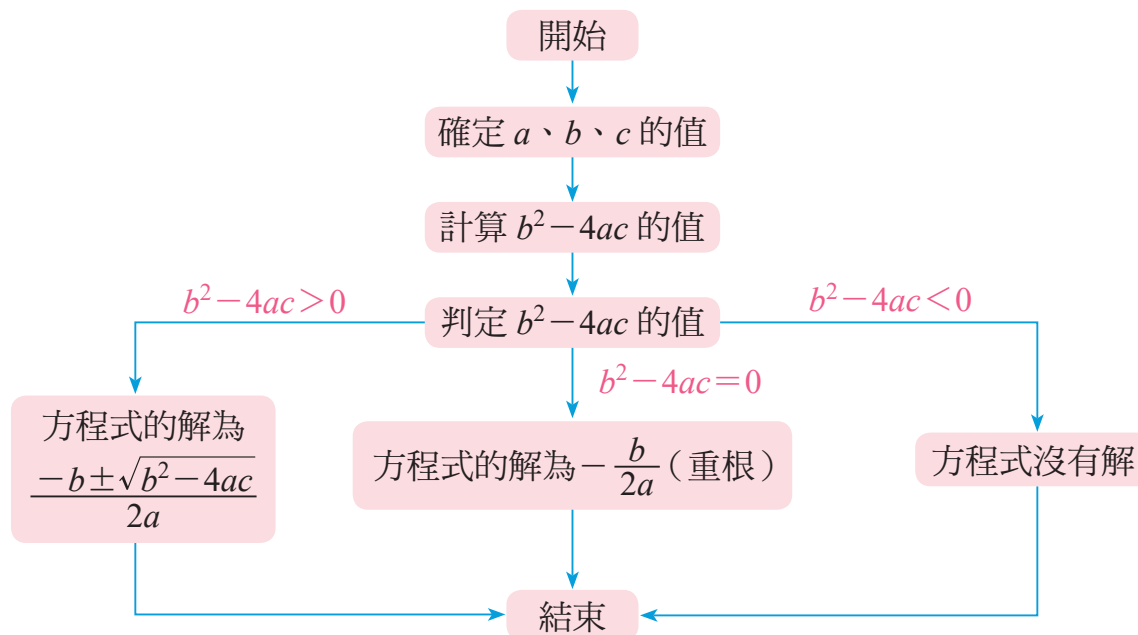 開始
確定 a、b、c 的值
計算 b²－4ac 的值
判定 b²－4ac 的值
b²－4ac＞0
b²－4ac＜0
b²－4ac＝0
方程式的解為
－b±√b²－4ac
2a
方程式的解為－b/2a（重根）
方程式沒有解
結束